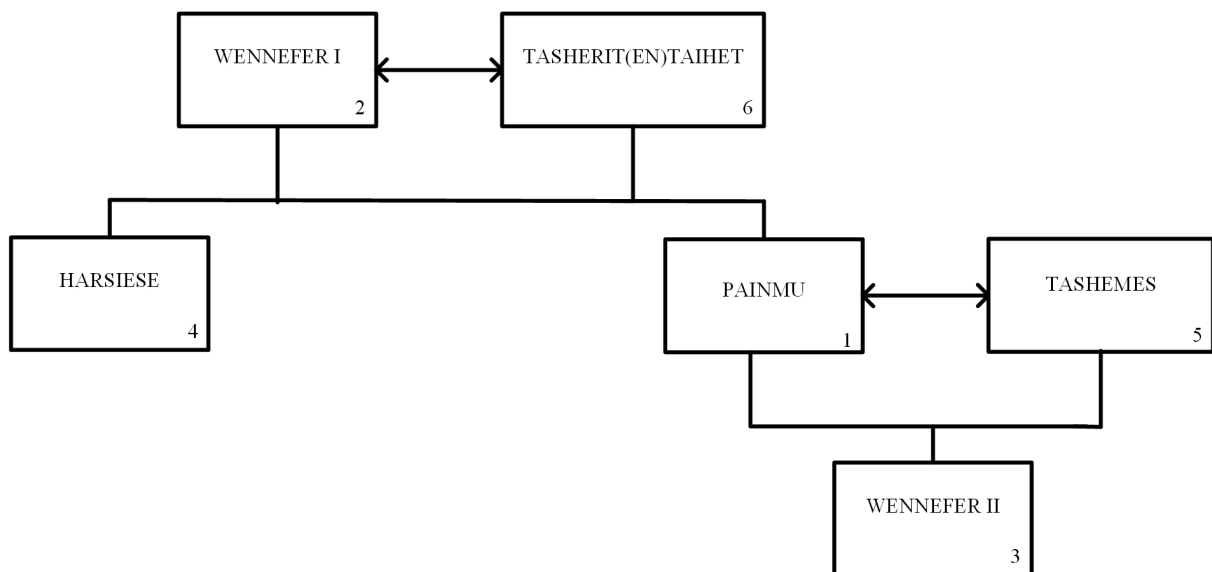 WENNEFER I
2
TASHERIT(EN)TAIHET
6
HARSIESE
4
PAINMU
1
TASHEMES
5
WENNEFER II
3